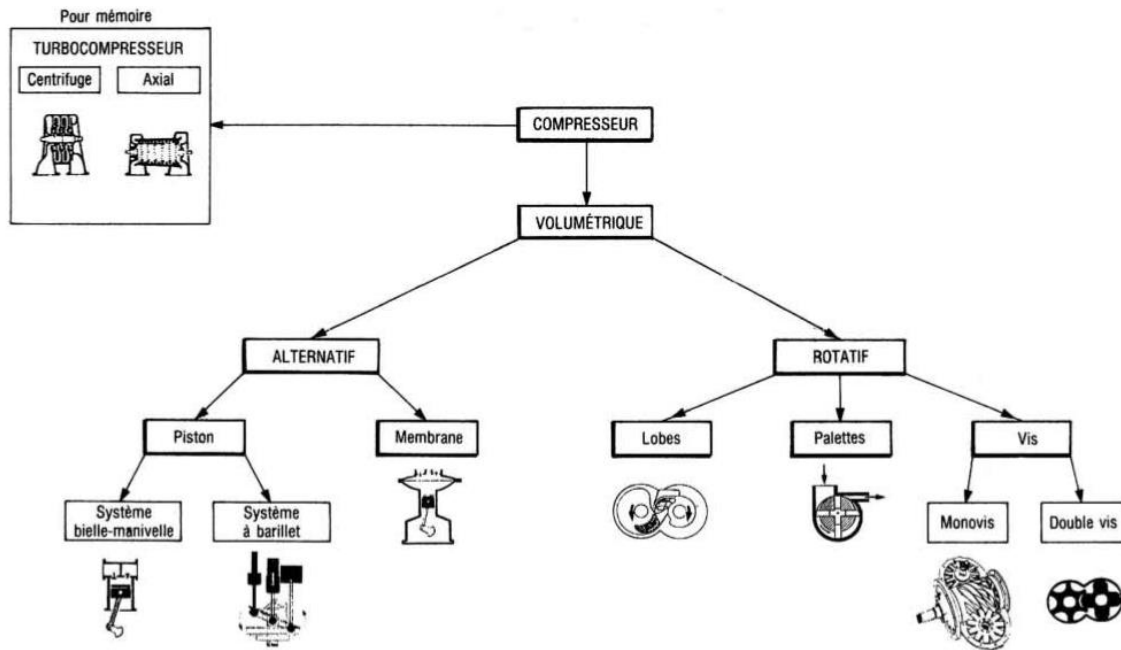 Pour mémoire
TURBOCOMPRESSEUR
Centrifuge
Axial
COMPRESSEUR
VOLUMÉTRIQUE
ALTERNATIF
ROTATIF
Piston
Membrane
Lobes
Palettes
Vis
Système
bielle-manivelle
Système
à barillet
Monovis
Double vis